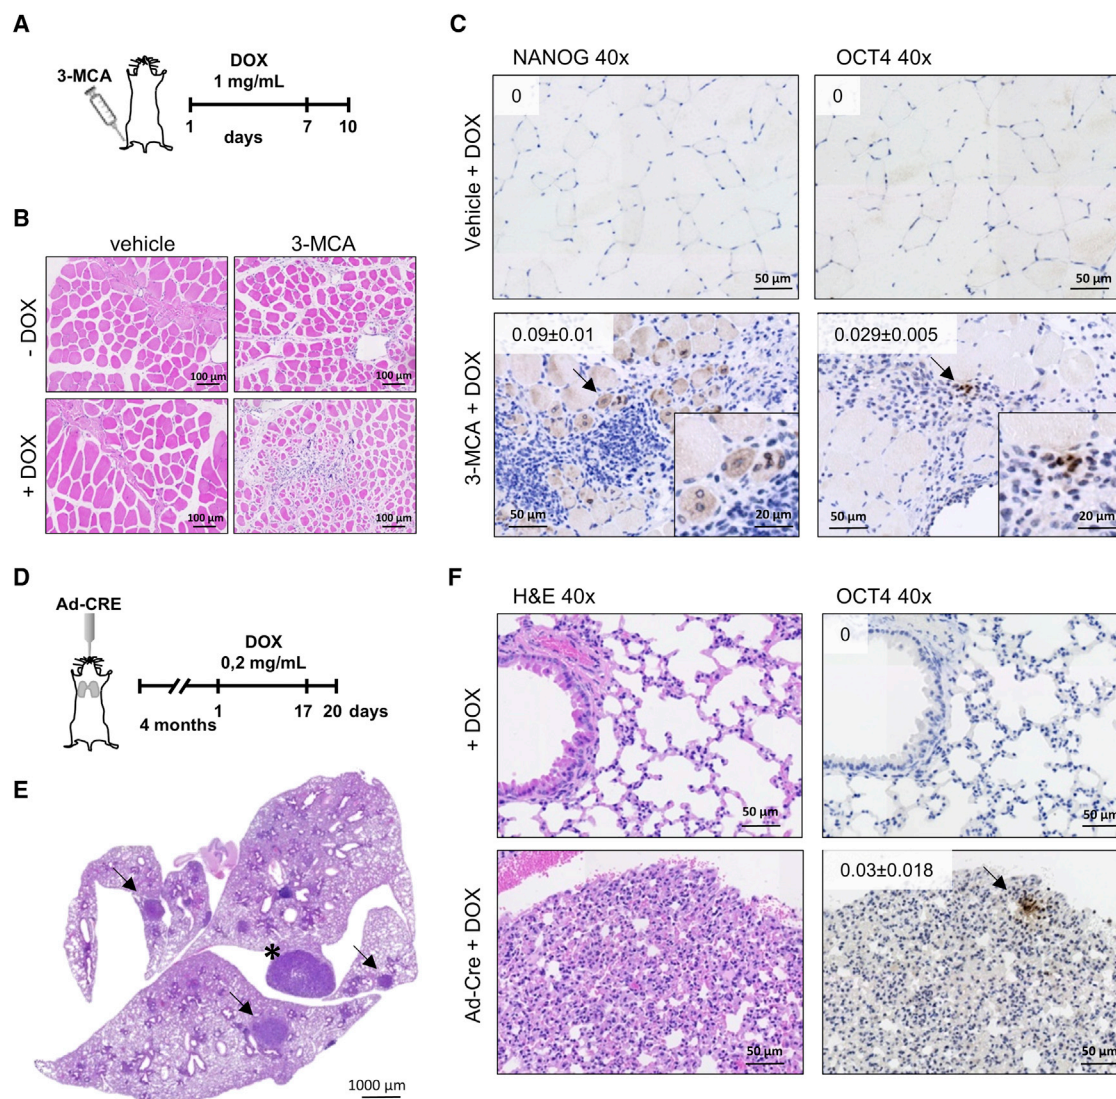 A
3-MCA
DOX
1 mg/mL
1
7
10
days
B
vehicle
3-MCA
- DOX
100 µm
100 µm
+ DOX
100 µm
100 µm
C
NANOG 40x
OCT4 40x
Vehicle + DOX
0
50 µm
0
50 µm
3-MCA + DOX
0.09±0.01
50 µm
20 µm
0.029±0.005
50 µm
20 µm
D
Ad-CRE
DOX
0,2 mg/mL
4 months
1
17
20
days
E
*
1000 µm
F
H&E 40x
OCT4 40x
+ DOX
50 µm
0
50 µm
Ad-Cre + DOX
50 µm
0.03±0.018
50 µm